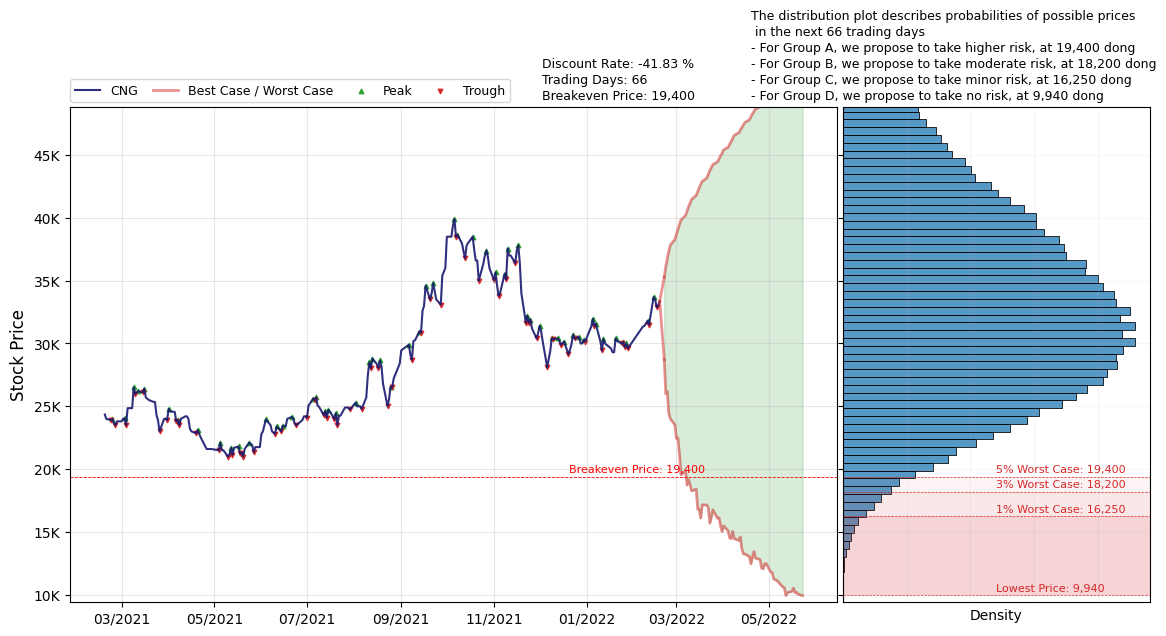 The distribution plot describes probabilities of possible prices
in the next 66 trading days
- For Group A, we propose to take higher risk, at 19,400 dong
- For Group B, we propose to take moderate risk, at 18,200 dong
- For Group C, we propose to take minor risk, at 16,250 dong
- For Group D, we propose to take no risk, at 9,940 dong
Discount Rate: -41.83 %
Trading Days: 66
Breakeven Price: 19,400
CNG
Best Case / Worst Case
Peak
Trough
Stock Price
45K
40K
35K
30K
25K
20K
15K
10K
Breakeven Price: 19,400
03/2021
05/2021
07/2021
09/2021
11/2021
01/2022
03/2022
05/2022
5% Worst Case: 19,400
3% Worst Case: 18,200
1% Worst Case: 16,250
Lowest Price: 9,940
Density